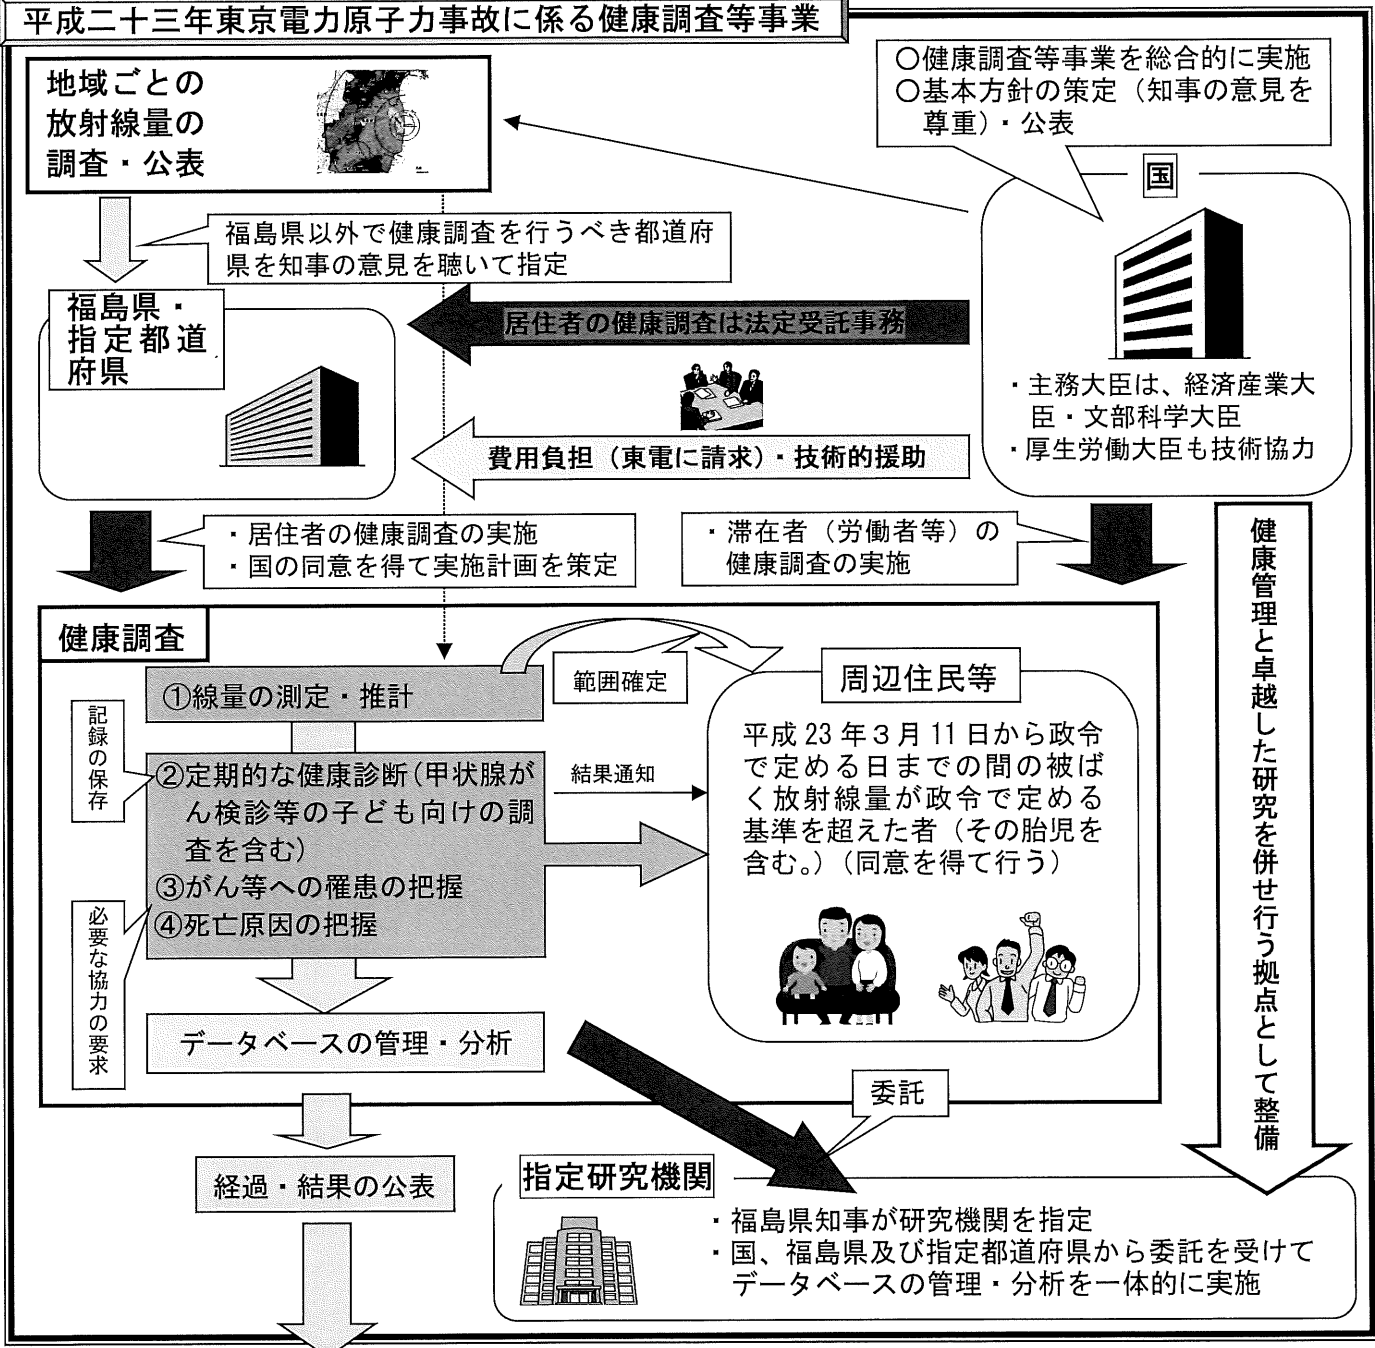 平成二十三年東京電力原子力事故に係る健康調査等事業
地域ごとの
放射線量の
調査・公表
○健康調査等事業を総合的に実施
○基本方針の策定（知事の意見を
尊重）・公表
国
福島県以外で健康調査を行うべき都道府
県を知事の意見を聴いて指定
福島県・
指定都道
府県
居住者の健康調査は法定受託事務
・主務大臣は、経済産業大
臣・文部科学大臣
・厚生労働大臣も技術協力
費用負担（東電に請求）・技術的援助
・居住者の健康調査の実施
・国の同意を得て実施計画を策定
・滞在者（労働者等）の
健康調査の実施
健康管理と卓越した研究を併せ行う拠点として整備
健康調査
①線量の測定・推計
範囲確定
周辺住民等
記録の保存
②定期的な健康診断（甲状腺が
ん検診等の子ども向けの調
査を含む）
③がん等への罹患の把握
④死亡原因の把握
結果通知
平成23年３月11日から政令
で定める日までの間の被ば
く放射線量が政令で定める
基準を超えた者（その胎児を
含む。）（同意を得て行う）
必要な協力の要求
データベースの管理・分析
委託
経過・結果の公表
指定研究機関
・福島県知事が研究機関を指定
・国、福島県及び指定都道府県から委託を受けて
データベースの管理・分析を一体的に実施